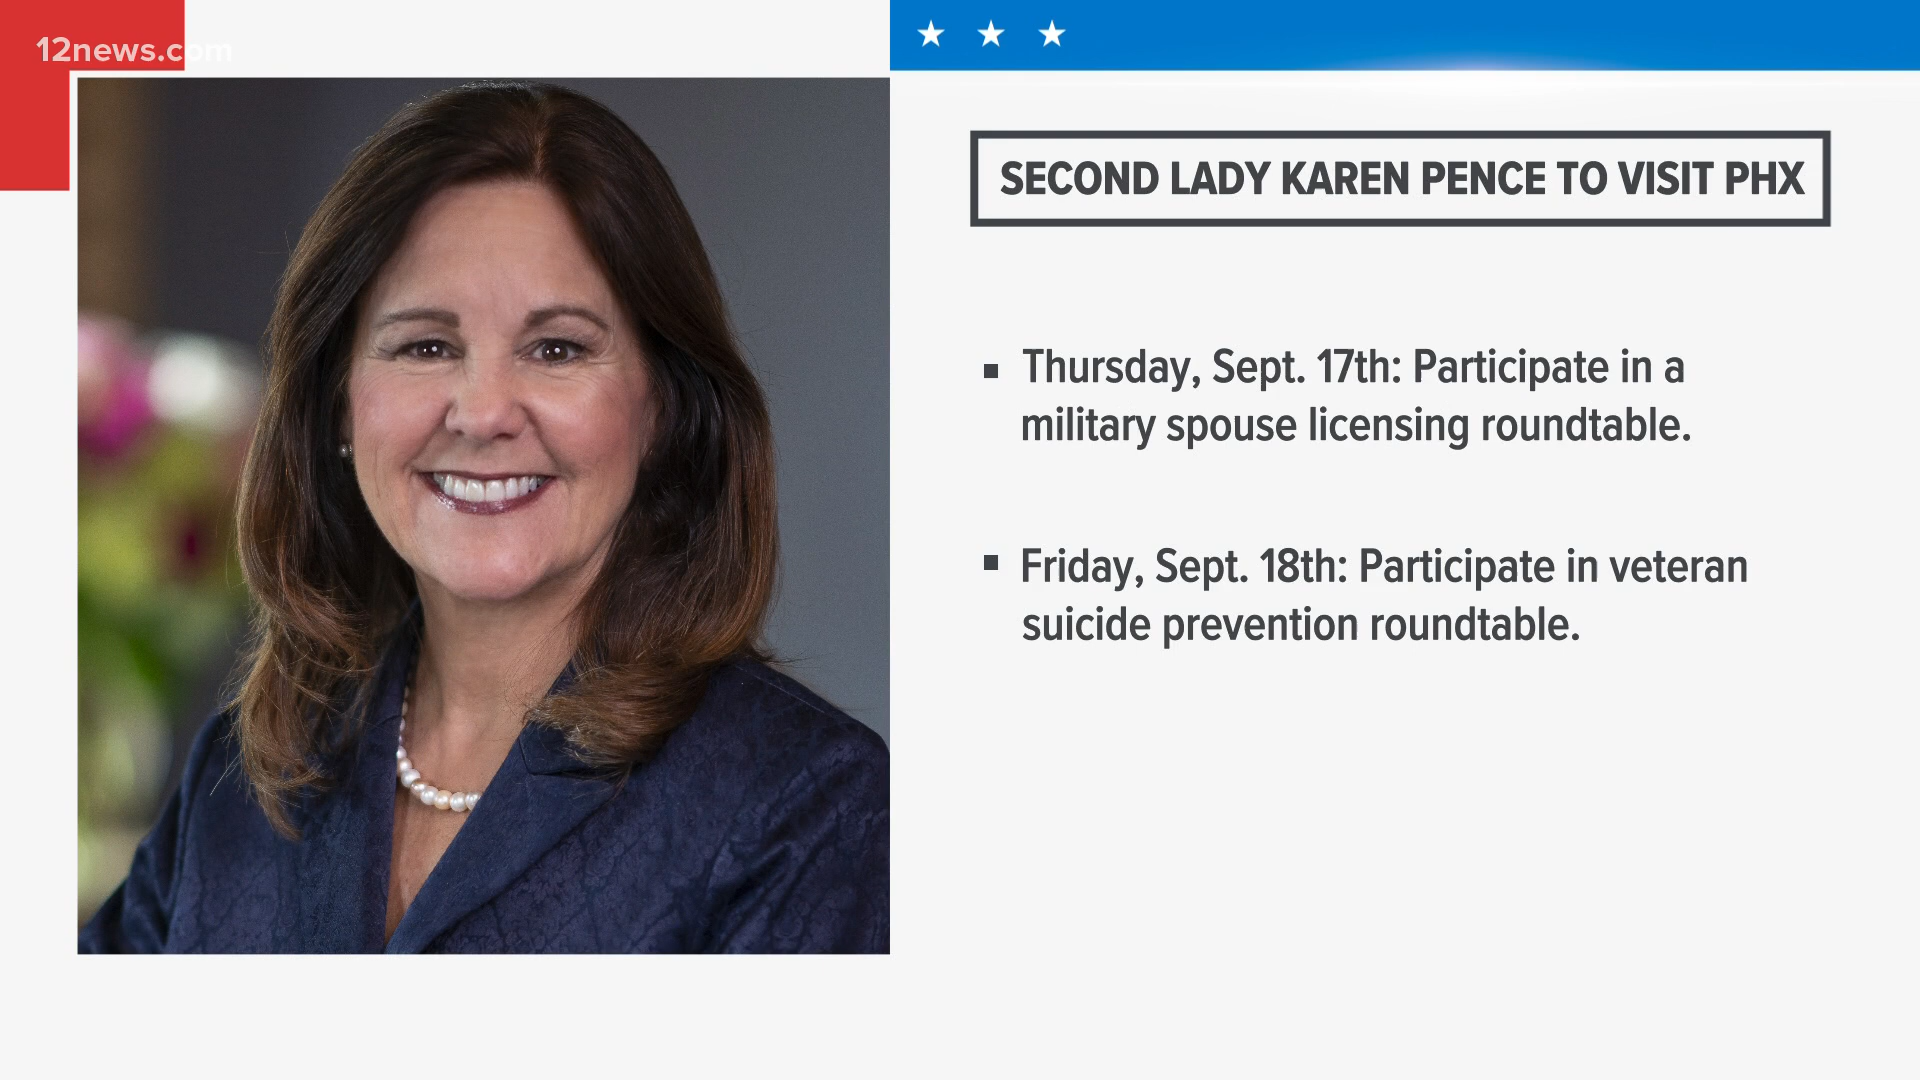 12news.com
SECOND LADY KAREN PENCE TO VISIT PHX
Thursday, Sept. 17th: Participate in a
military spouse licensing roundtable.
Friday, Sept. 18th: Participate in veteran
suicide prevention roundtable.